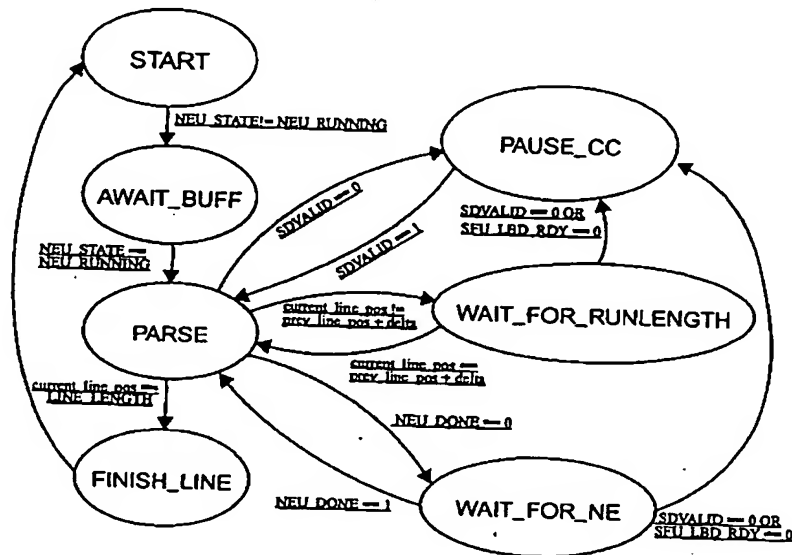 START
NEU_STATE!= NEU_RUNNING
PAUSE_CC
AWAIT_BUFF
SDVALID == 0
SDVALID == 0 OR
SFU_LBD_RDY == 0
SDVALID == 1
NEU_STATE ==
NEU_RUNNING
current_line_pos !=
prev_line_pos + delta
WAIT_FOR_RUNLENGTH
PARSE
current_line_pos ==
prev_line_pos + delta
current_line_pos ==
LINE_LENGTH
NEU_DONE == 0
FINISH_LINE
NEU_DONE == 1
WAIT_FOR_NE
SDVALID == 0 OR
SFU_LBD_RDY == 0